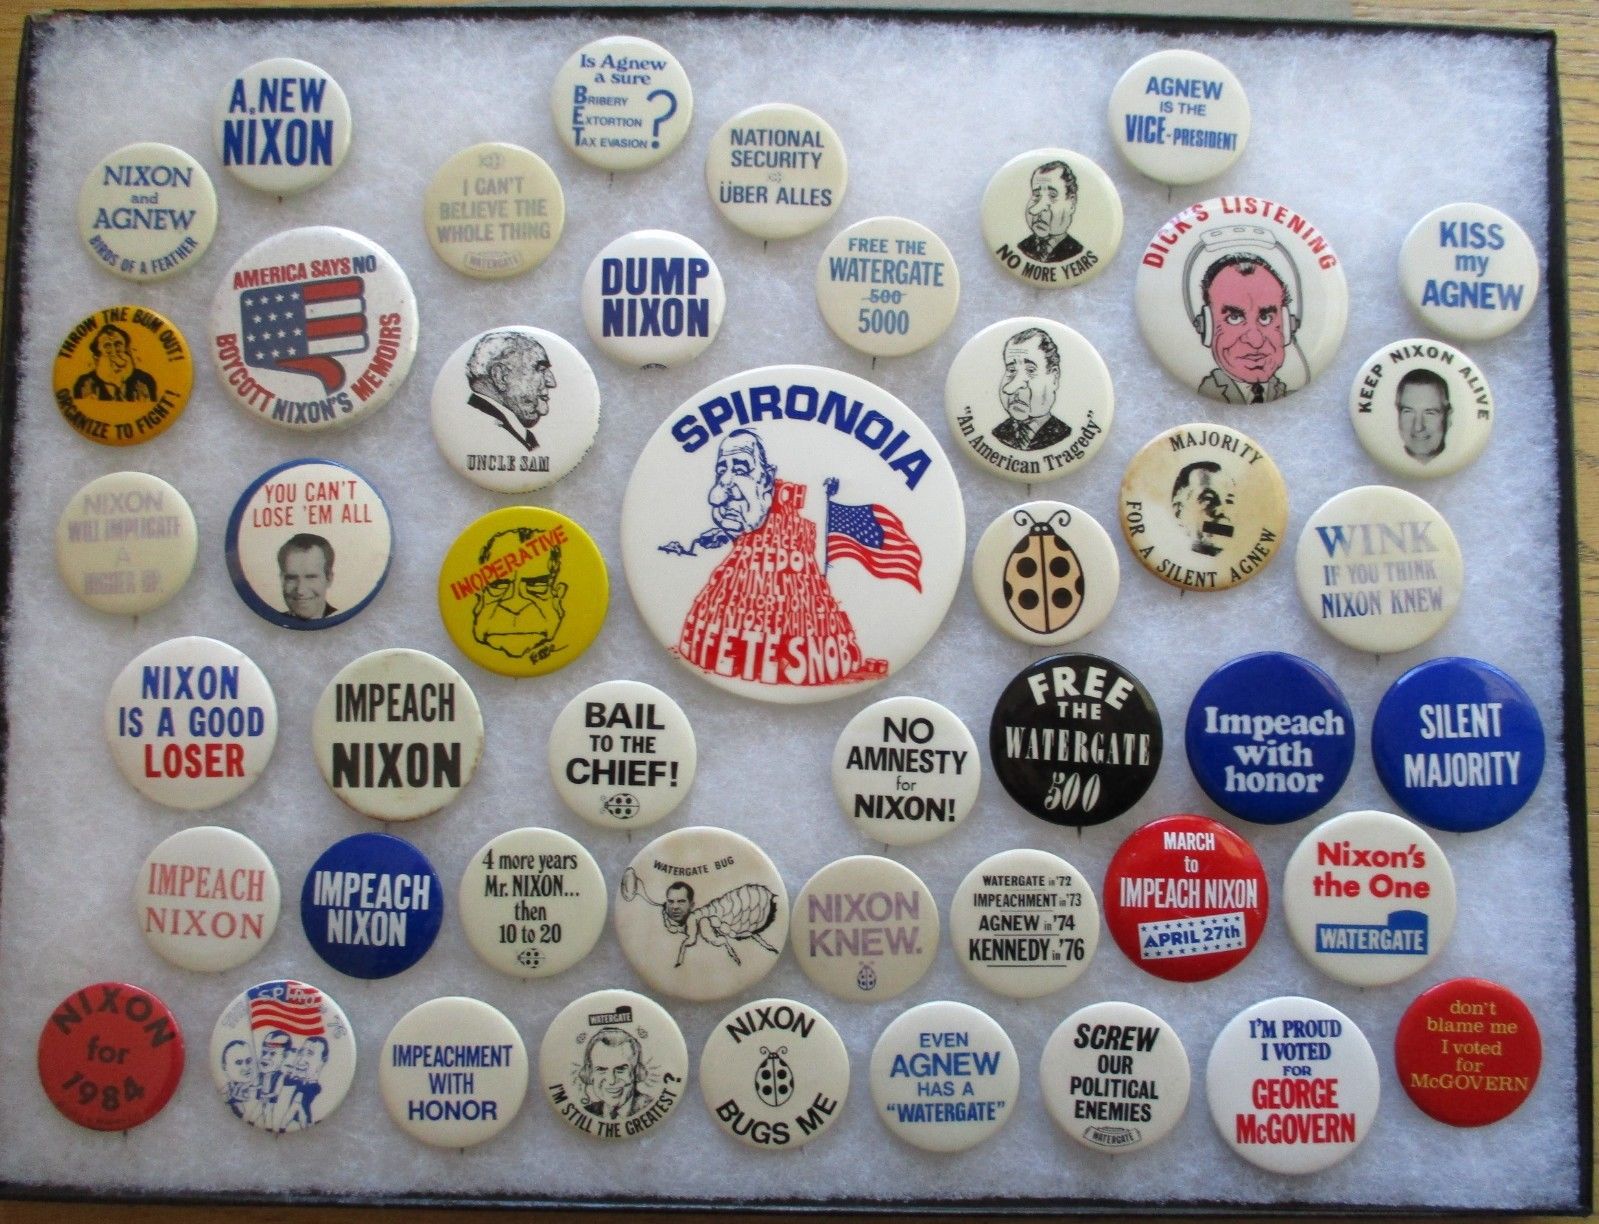 A NEW
NIXON
Is Agnew
a sure
BRIBERY
EXTORTION
TAX EVASION?
NATIONAL
SECURITY
ÜBER ALLES
AGNEW
IS THE
VICE-PRESIDENT
NIXON
and
AGNEW
BIRDS OF A FEATHER
I CAN'T
BELIEVE THE
WHOLE THING
WATERGATE
NO MORE YEARS
DICK'S LISTENING
KISS
my
AGNEW
AMERICA SAYS NO
BOYCOTT NIXON'S MEMOIRS
DUMP
NIXON
FREE THE
WATERGATE
500
5000
THROW THE BUM OUT!
ORGANIZE TO FIGHT!
UNCLE SAM
SPIRONOIA
FREEDOM
CRIMINAL MISFITS
EFFETE SNOBS
"An American Tragedy"
KEEP NIXON ALIVE
MAJORITY
FOR A SILENT AGNEW
NIXON
WILL IMPLICATE
A
HIGHER UP.
YOU CAN'T
LOSE 'EM ALL
INOPERATIVE
WINK
IF YOU THINK
NIXON KNEW
NIXON
IS A GOOD
LOSER
IMPEACH
NIXON
BAIL
TO THE
CHIEF!
NO
AMNESTY
for
NIXON!
FREE
THE
WATERGATE
500
Impeach
with
honor
SILENT
MAJORITY
IMPEACH
NIXON
IMPEACH
NIXON
4 more years
Mr. NIXON...
then
10 to 20
WATERGATE BUG
NIXON
KNEW.
WATERGATE in '72
IMPEACHMENT in '73
AGNEW in '74
KENNEDY in '76
MARCH
to
IMPEACH NIXON
APRIL 27th
Nixon's
the One
WATERGATE
NIXON
for
1984
IMPEACHMENT
WITH
HONOR
WATERGATE
I'M STILL THE GREATEST?
NIXON
BUGS ME
EVEN
AGNEW
HAS A
"WATERGATE"
SCREW
OUR
POLITICAL
ENEMIES
WATERGATE
I'M PROUD
I VOTED
FOR
GEORGE
McGOVERN
don't
blame me
I voted
for
McGOVERN